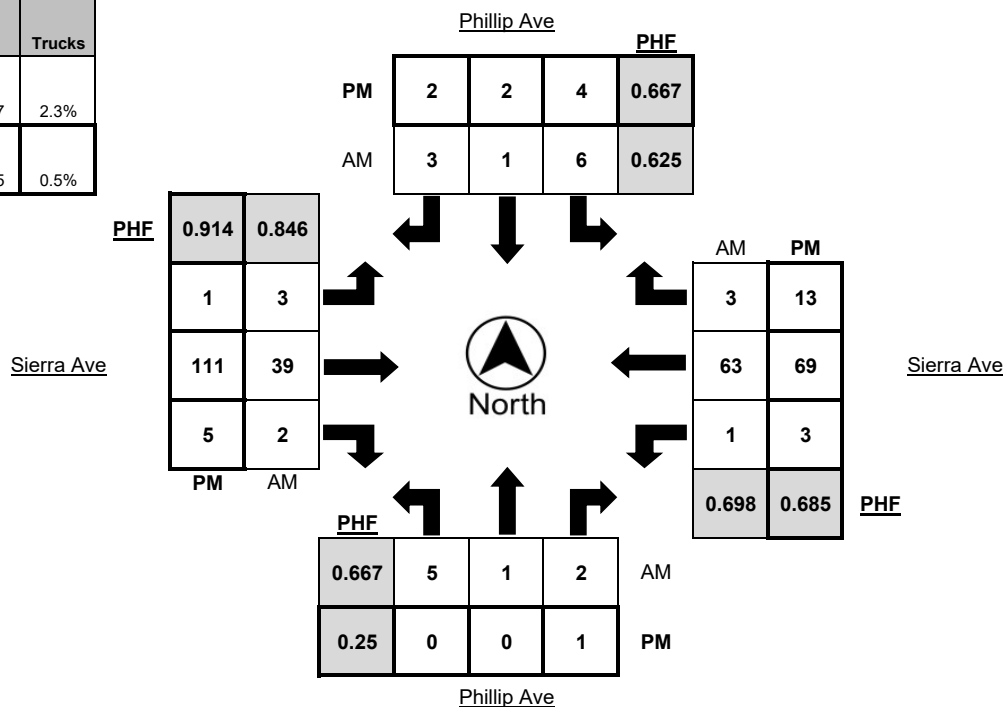 Phillip Ave
Trucks
PHF
PM 2 2 4 0.667
7 2.3%
AM 3 1 6 0.625
5 0.5%
PHF 0.914 0.846
AM PM
1 3
3 13
Sierra Ave 111 39
North
63 69 Sierra Ave
5 2
1 3
PM AM
0.698 0.685 PHF
PHF
0.667 5 1 2 AM
0.25 0 0 1 PM
Phillip Ave